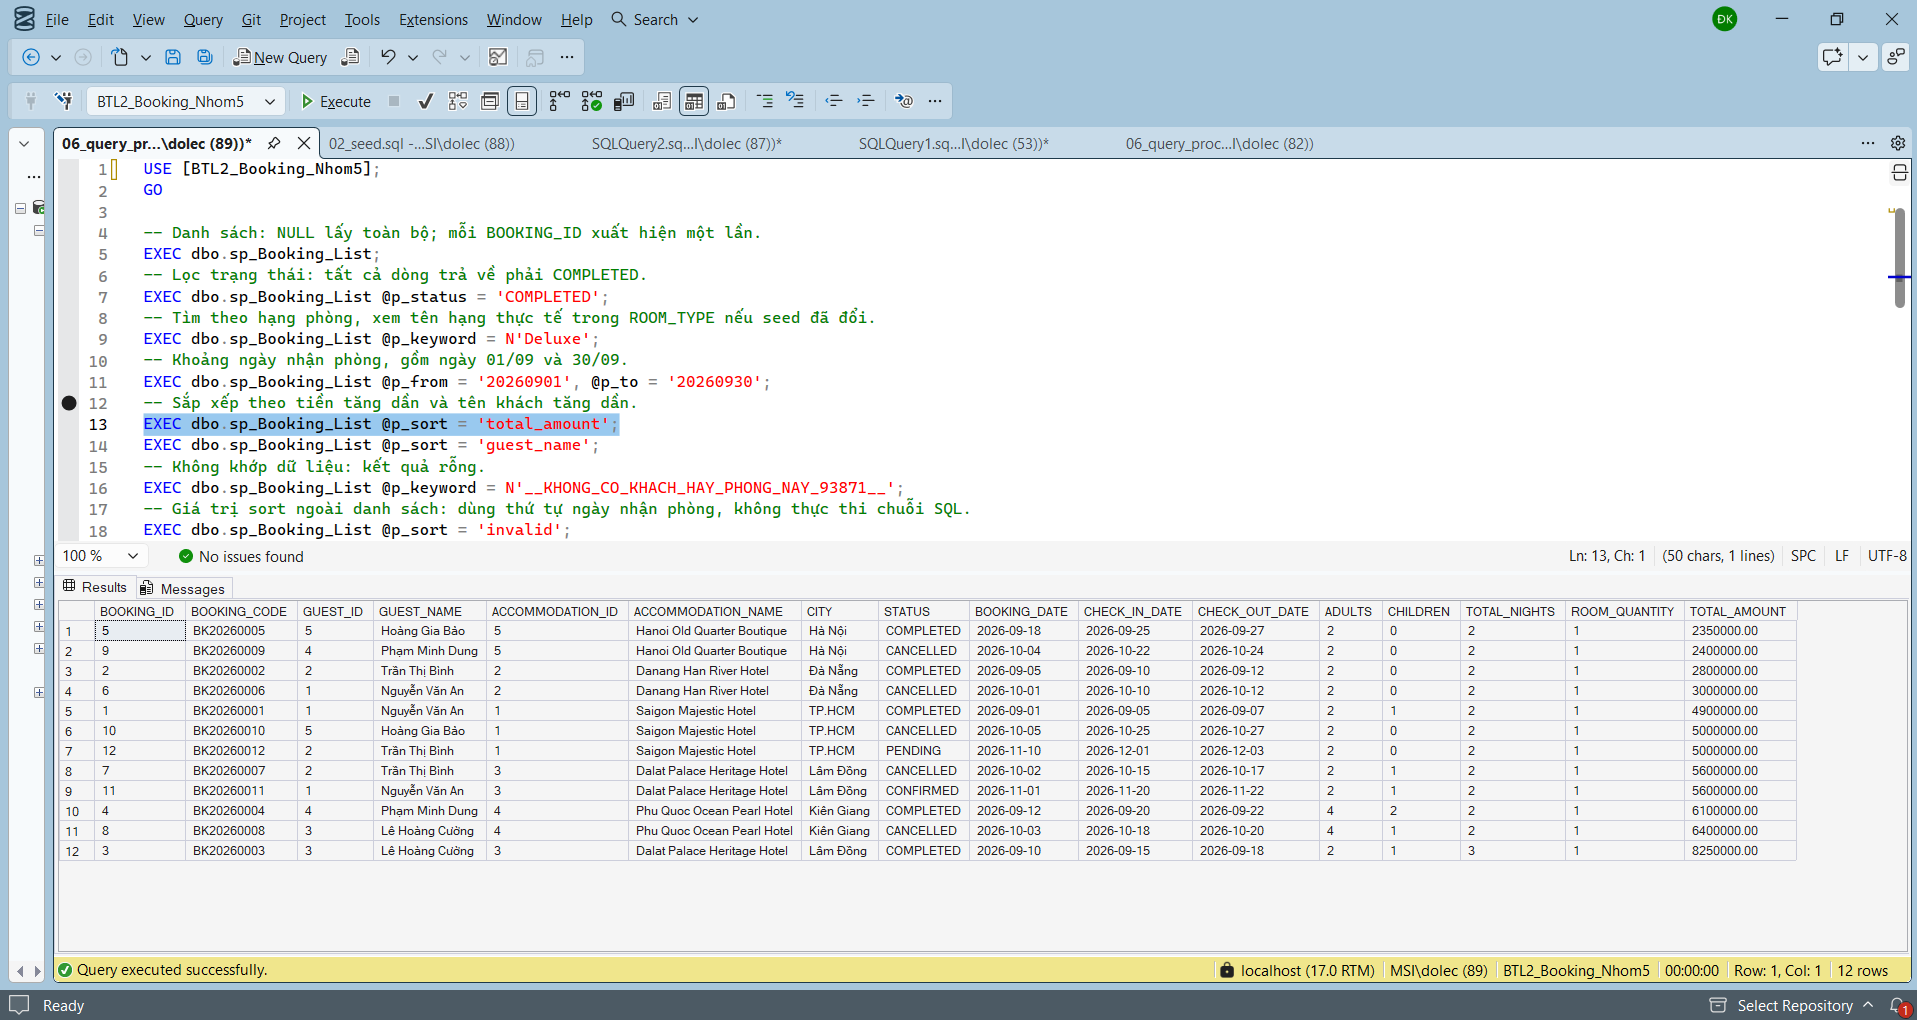 File Edit View Query Git Project Tools Extensions Window Help Search ĐK
New Query
BTL2_Booking_Nhom5 Execute
06_query_pr...\dolec (89))* 02_seed.sql -...SI\dolec (88)) SQLQuery2.sq...I\dolec (87))* SQLQuery1.sq...I\dolec (53))* 06_query_proc...I\dolec (82))
1 USE [BTL2_Booking_Nhom5];
2 GO
3
4 -- Danh sách: NULL lấy toàn bộ; mỗi BOOKING_ID xuất hiện một lần.
5 EXEC dbo.sp_Booking_List;
6 -- Lọc trạng thái: tất cả dòng trả về phải COMPLETED.
7 EXEC dbo.sp_Booking_List @p_status = 'COMPLETED';
8 -- Tìm theo hạng phòng, xem tên hạng thực tế trong ROOM_TYPE nếu seed đã đổi.
9 EXEC dbo.sp_Booking_List @p_keyword = N'Deluxe';
10 -- Khoảng ngày nhận phòng, gồm ngày 01/09 và 30/09.
11 EXEC dbo.sp_Booking_List @p_from = '20260901', @p_to = '20260930';
12 -- Sắp xếp theo tiền tăng dần và tên khách tăng dần.
13 EXEC dbo.sp_Booking_List @p_sort = 'total_amount';
14 EXEC dbo.sp_Booking_List @p_sort = 'guest_name';
15 -- Không khớp dữ liệu: kết quả rỗng.
16 EXEC dbo.sp_Booking_List @p_keyword = N'__KHONG_CO_KHACH_HAY_PHONG_NAY_93871__';
17 -- Giá trị sort ngoài danh sách: dùng thứ tự ngày nhận phòng, không thực thi chuỗi SQL.
18 EXEC dbo.sp_Booking_List @p_sort = 'invalid';
100 % No issues found Ln: 13, Ch: 1 (50 chars, 1 lines) SPC LF UTF-8
Results Messages
BOOKING_ID BOOKING_CODE GUEST_ID GUEST_NAME ACCOMMODATION_ID ACCOMMODATION_NAME CITY STATUS BOOKING_DATE CHECK_IN_DATE CHECK_OUT_DATE ADULTS CHILDREN TOTAL_NIGHTS ROOM_QUANTITY TOTAL_AMOUNT
1 5 BK20260005 5 Hoàng Gia Bảo 5 Hanoi Old Quarter Boutique Hà Nội COMPLETED 2026-09-18 2026-09-25 2026-09-27 2 0 2 1 2350000.00
2 9 BK20260009 4 Phạm Minh Dung 5 Hanoi Old Quarter Boutique Hà Nội CANCELLED 2026-10-04 2026-10-22 2026-10-24 2 0 2 1 2400000.00
3 2 BK20260002 2 Trần Thị Bình 2 Danang Han River Hotel Đà Nẵng COMPLETED 2026-09-05 2026-09-10 2026-09-12 2 0 2 1 2800000.00
4 6 BK20260006 1 Nguyễn Văn An 2 Danang Han River Hotel Đà Nẵng CANCELLED 2026-10-01 2026-10-10 2026-10-12 2 0 2 1 3000000.00
5 1 BK20260001 1 Nguyễn Văn An 1 Saigon Majestic Hotel TP.HCM COMPLETED 2026-09-01 2026-09-05 2026-09-07 2 1 2 1 4900000.00
6 10 BK20260010 5 Hoàng Gia Bảo 1 Saigon Majestic Hotel TP.HCM CANCELLED 2026-10-05 2026-10-25 2026-10-27 2 0 2 1 5000000.00
7 12 BK20260012 2 Trần Thị Bình 1 Saigon Majestic Hotel TP.HCM PENDING 2026-11-10 2026-12-01 2026-12-03 2 0 2 1 5000000.00
8 7 BK20260007 2 Trần Thị Bình 3 Dalat Palace Heritage Hotel Lâm Đồng CANCELLED 2026-10-02 2026-10-15 2026-10-17 2 1 2 1 5600000.00
9 11 BK20260011 1 Nguyễn Văn An 3 Dalat Palace Heritage Hotel Lâm Đồng CONFIRMED 2026-11-01 2026-11-20 2026-11-22 2 1 2 1 5600000.00
10 4 BK20260004 4 Phạm Minh Dung 4 Phu Quoc Ocean Pearl Hotel Kiên Giang COMPLETED 2026-09-12 2026-09-20 2026-09-22 4 2 2 1 6100000.00
11 8 BK20260008 3 Lê Hoàng Cường 4 Phu Quoc Ocean Pearl Hotel Kiên Giang CANCELLED 2026-10-03 2026-10-18 2026-10-20 4 1 2 1 6400000.00
12 3 BK20260003 3 Lê Hoàng Cường 3 Dalat Palace Heritage Hotel Lâm Đồng COMPLETED 2026-09-10 2026-09-15 2026-09-18 2 1 3 1 8250000.00
Query executed successfully. localhost (17.0 RTM) MSI\dolec (89) BTL2_Booking_Nhom5 00:00:00 Row: 1, Col: 1 12 rows
Ready Select Repository 1